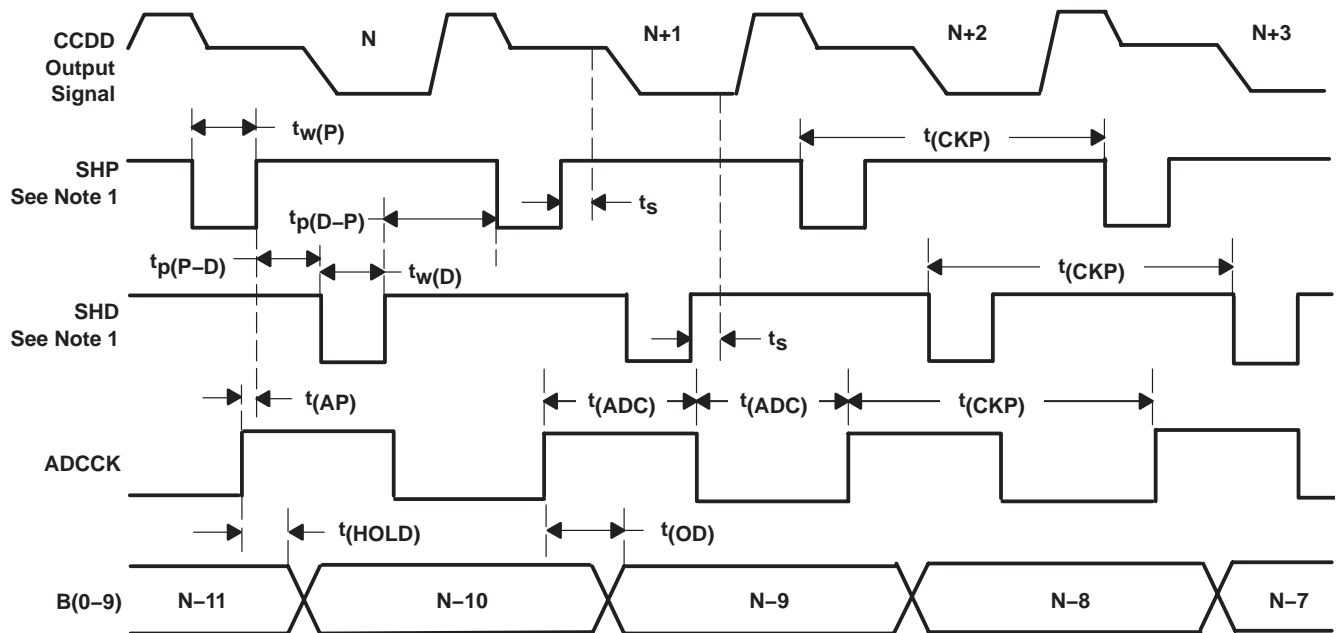 CCDD
Output
Signal
N
N+1
N+2
N+3
tw(P)
t(CKP)
SHP
See Note 1
tp(D–P)
ts
tp(P–D)
tw(D)
t(CKP)
SHD
See Note 1
ts
t(AP)
t(ADC)
t(ADC)
t(CKP)
ADCCK
t(HOLD)
t(OD)
B(0–9)
N–11
N–10
N–9
N–8
N–7